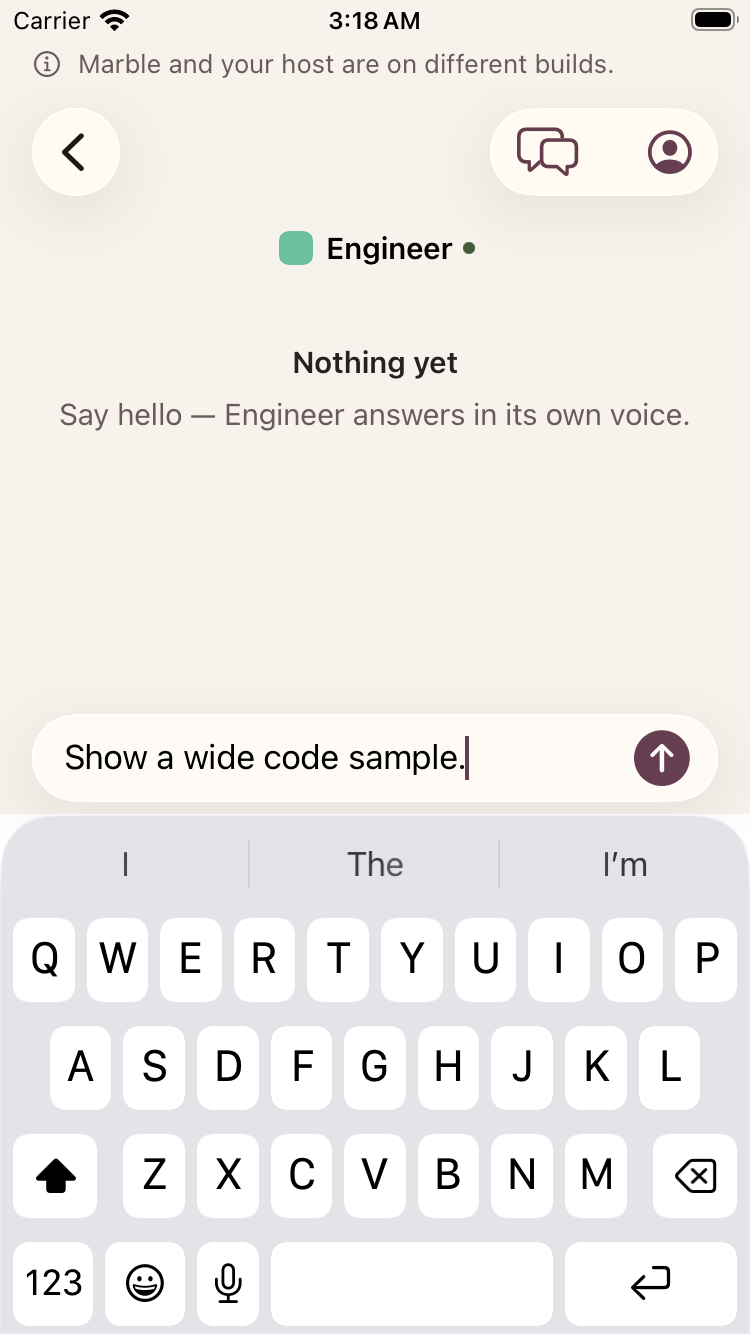 Carrier 3:18 AM
Marble and your host are on different builds.
Engineer
Nothing yet
Say hello — Engineer answers in its own voice.
Show a wide code sample.
I The I’m
Q W E R T Y U I O P
A S D F G H J K L
Z X C V B N M
123